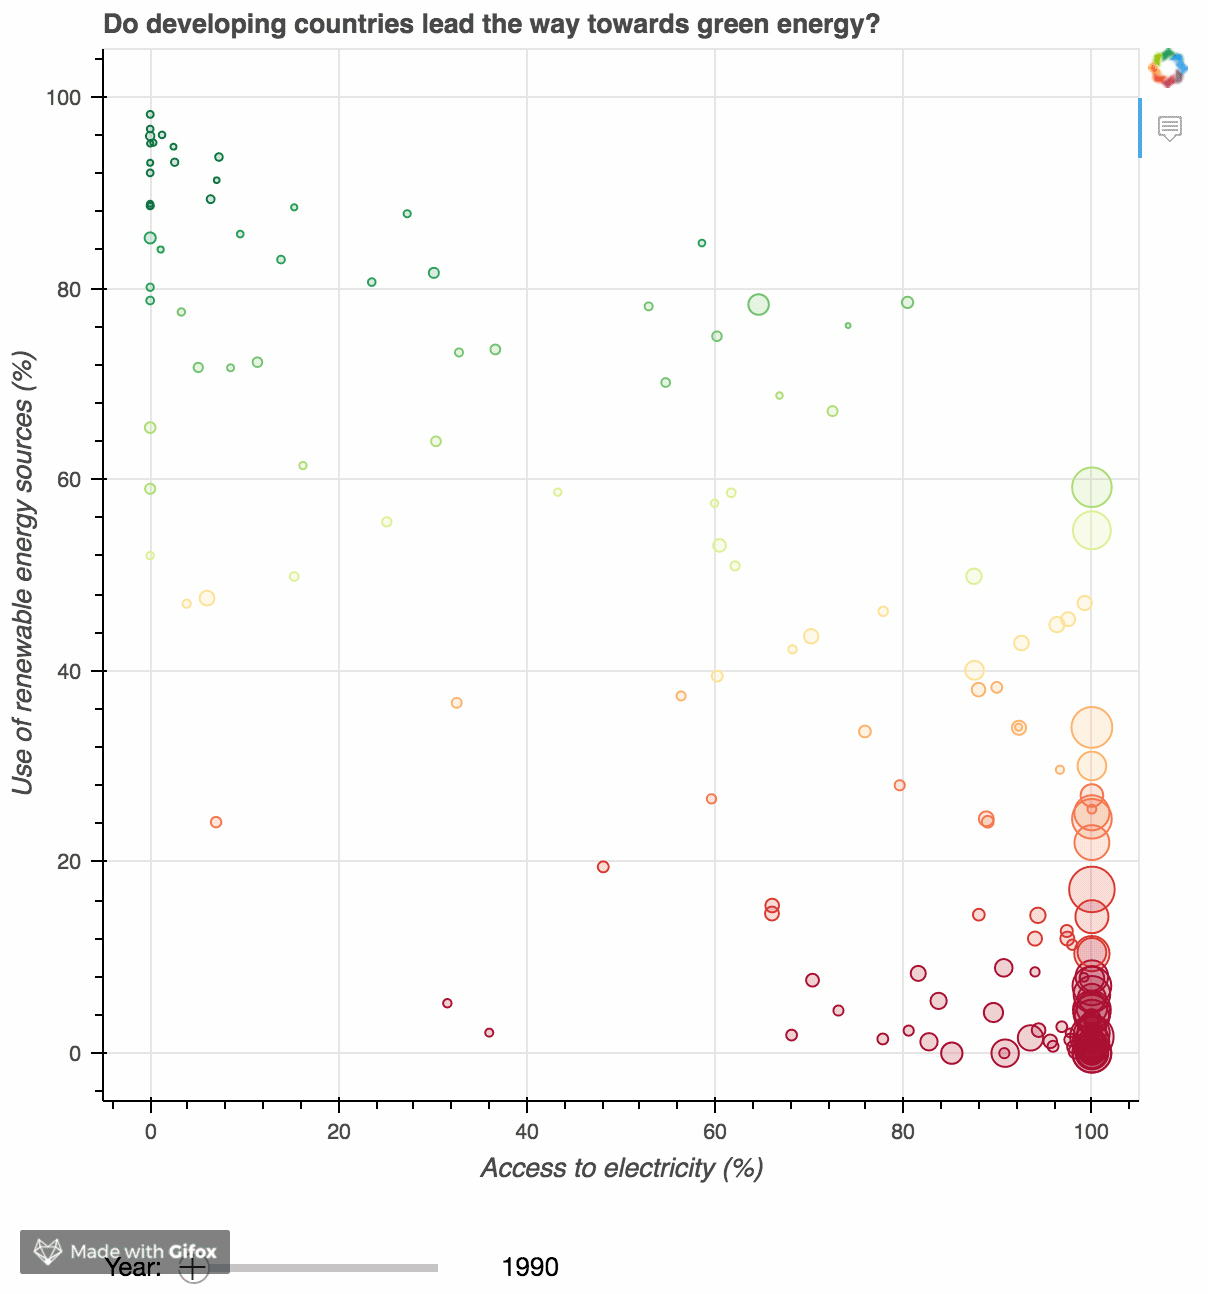 Do developing countries lead the way towards green energy?
100
80
60
40
20
0
Use of renewable energy sources (%)
0 20 40 60 80 100
Access to electricity (%)
Made with Gifox
Year: 1990